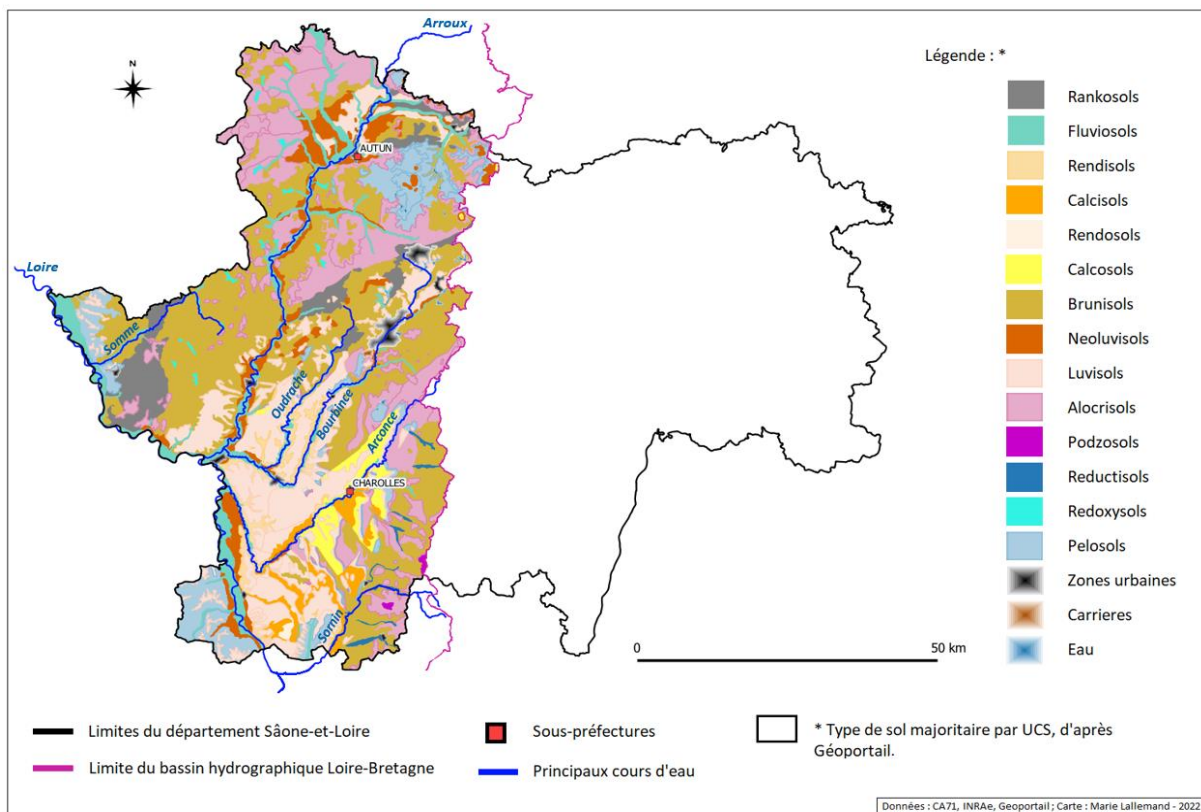 Arroux
N
Légende : *
Rankosols
Fluviosols
AUTUN
Rendisols
Calcisols
Rendosols
Loire
Calcosols
Somme
Brunisols
Neoluvisols
Oudrache
Bourbince
Luvisols
Arconce
Alocrisols
CHAROLLES
Podzosols
Reductisols
Redoxysols
Pelosols
Sornin
Zones urbaines
Carrieres
Eau
0 50 km
Limites du département Sâone-et-Loire
Sous-préfectures
* Type de sol majoritaire par UCS, d'après
Géoportail.
Limite du bassin hydrographique Loire-Bretagne
Principaux cours d'eau
Données : CA71, INRAe, Geoportail ; Carte : Marie Lallemand - 2022